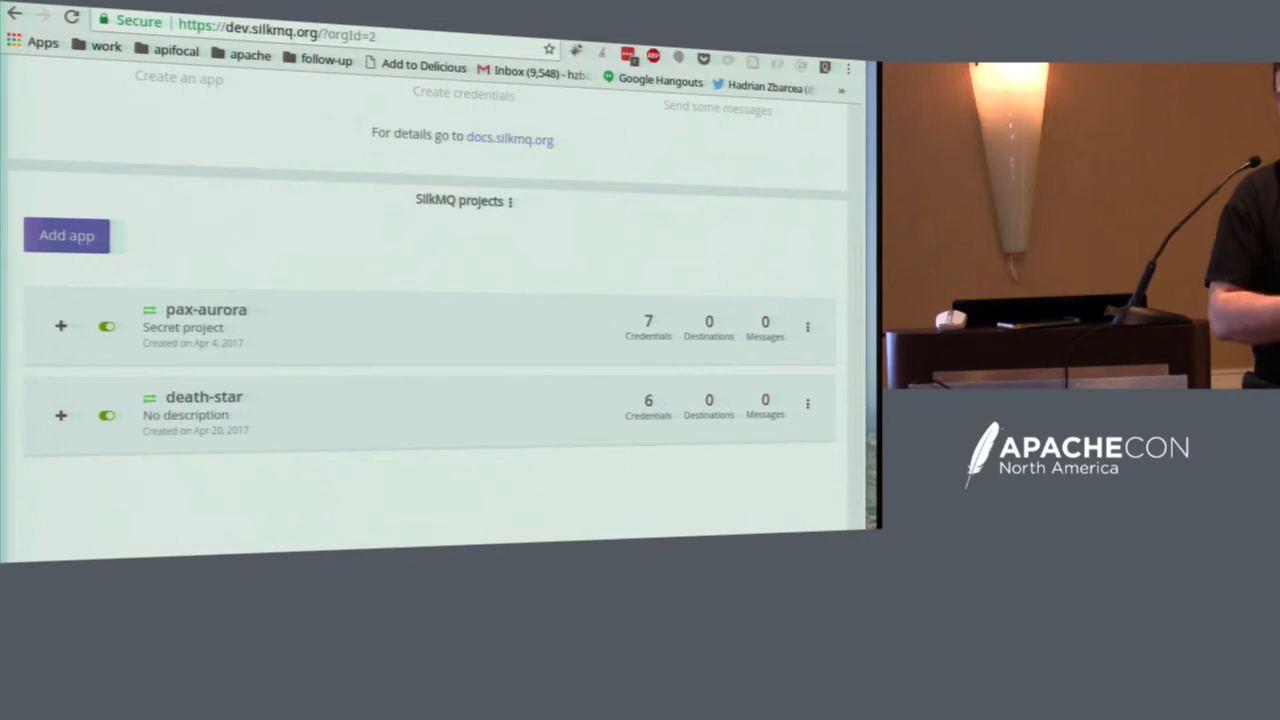 Secure | https://dev.silkmq.org/?orgId=2
Apps work apifocal apache follow-up Add to Delicious Inbox (9,548) - hzb Google Hangouts Hadrian Zbarcea (@ »
Create an app Create credentials Send some messages
For details go to docs.silkmq.org
SilkMQ projects
Add app
pax-aurora
Secret project
Created on Apr 4, 2017
7 0 0
Credentials Destinations Messages
death-star
No description
Created on Apr 20, 2017
6 0 0
Credentials Destinations Messages
APACHECON
North America